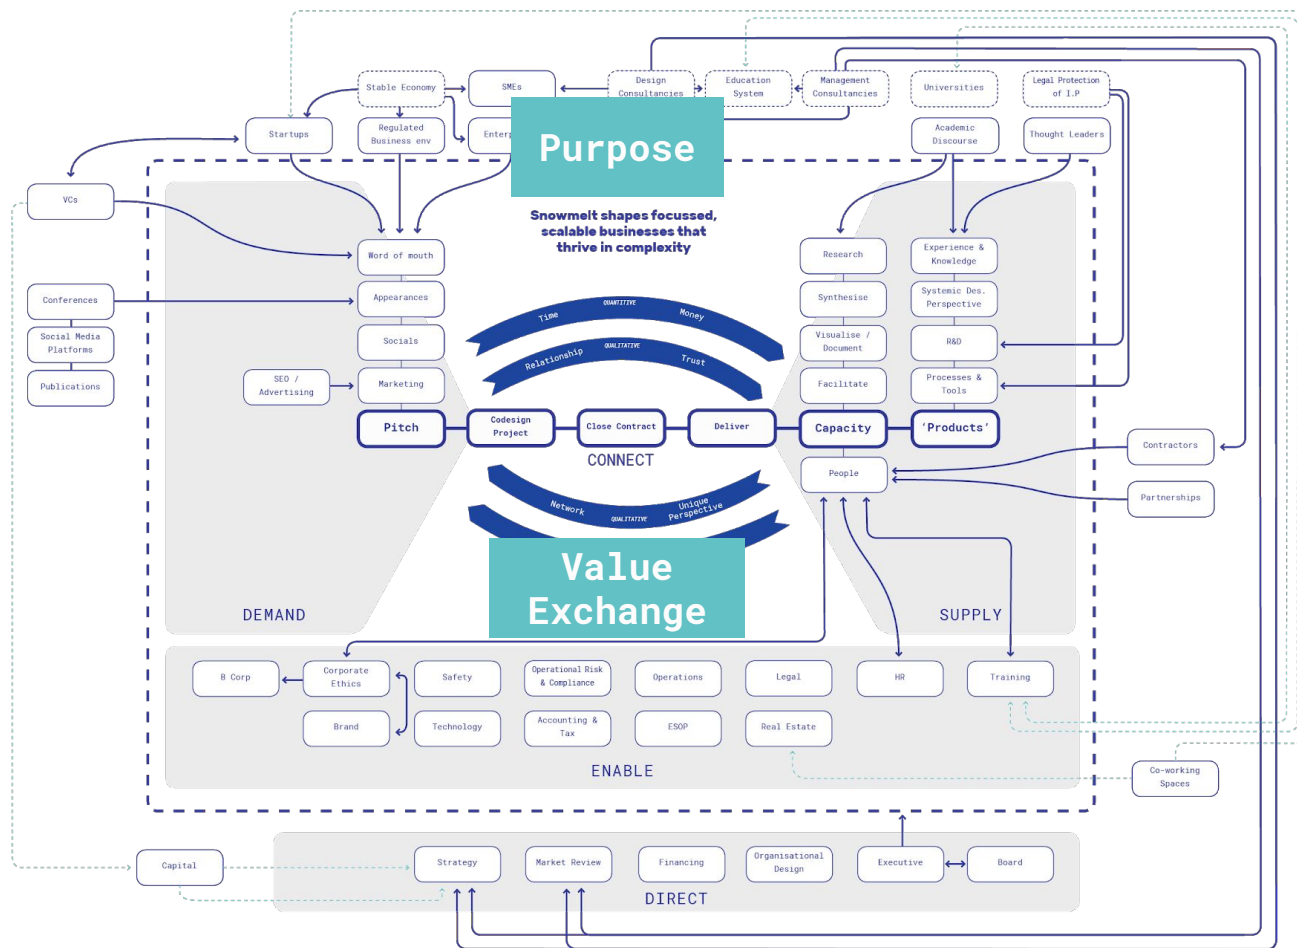 Stable Economy
SMEs
Design
Consultancies
Education
System
Management
Consultancies
Universities
Legal Protection
of I.P
Startups
Regulated
Business env
Purpose
Academic
Discourse
Thought Leaders
VCs
Snowmelt shapes focussed,
scalable businesses that
thrive in complexity
Word of mouth
Research
Experience &
Knowledge
Conferences
Appearances
Synthesise
Systemic Des.
Perspective
QUANTITIVE
Time
Money
Social Media
Platforms
Socials
QUALITATIVE
Relationship
Trust
Visualise /
Document
R&D
Publications
SEO /
Advertising
Marketing
Facilitate
Processes &
Tools
Pitch
Codesign
Project
Close Contract
Deliver
Capacity
‘Products’
CONNECT
Contractors
People
Partnerships
Network
QUALITATIVE
Unique
Perspective
Value
Exchange
DEMAND
SUPPLY
B Corp
Corporate
Ethics
Safety
Operational Risk
& Compliance
Operations
Legal
HR
Training
Brand
Technology
Accounting &
Tax
ESOP
Real Estate
ENABLE
Co-working
Spaces
Capital
Strategy
Market Review
Financing
Organisational
Design
Executive
Board
DIRECT